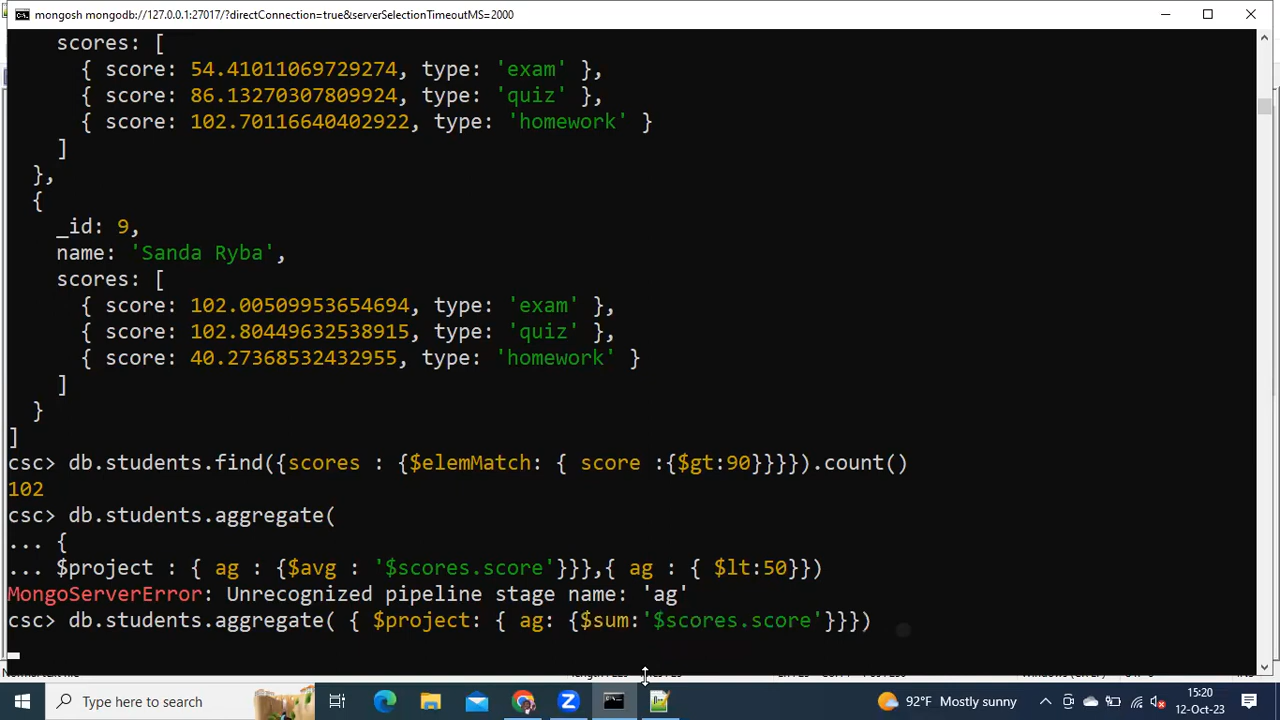 mongosh mongodb://127.0.0.1:27017/?directConnection=true&serverSelectionTimeoutMS=2000
scores: [
{ score: 54.41011069729274, type: 'exam' },
{ score: 86.13270307809924, type: 'quiz' },
{ score: 102.70116640402922, type: 'homework' }
]
},
{
_id: 9,
name: 'Sanda Ryba',
scores: [
{ score: 102.00509953654694, type: 'exam' },
{ score: 102.80449632538915, type: 'quiz' },
{ score: 40.27368532432955, type: 'homework' }
]
}
]
csc> db.students.find({scores : {$elemMatch: { score :{$gt:90}}}}).count()
102
csc> db.students.aggregate(
... {
... $project : { ag : {$avg : '$scores.score'}}},{ ag : { $lt:50}})
MongoServerError: Unrecognized pipeline stage name: 'ag'
csc> db.students.aggregate( { $project: { ag: {$sum:'$scores.score'}}})
Type here to search
92°F Mostly sunny
15:20
12-Oct-23